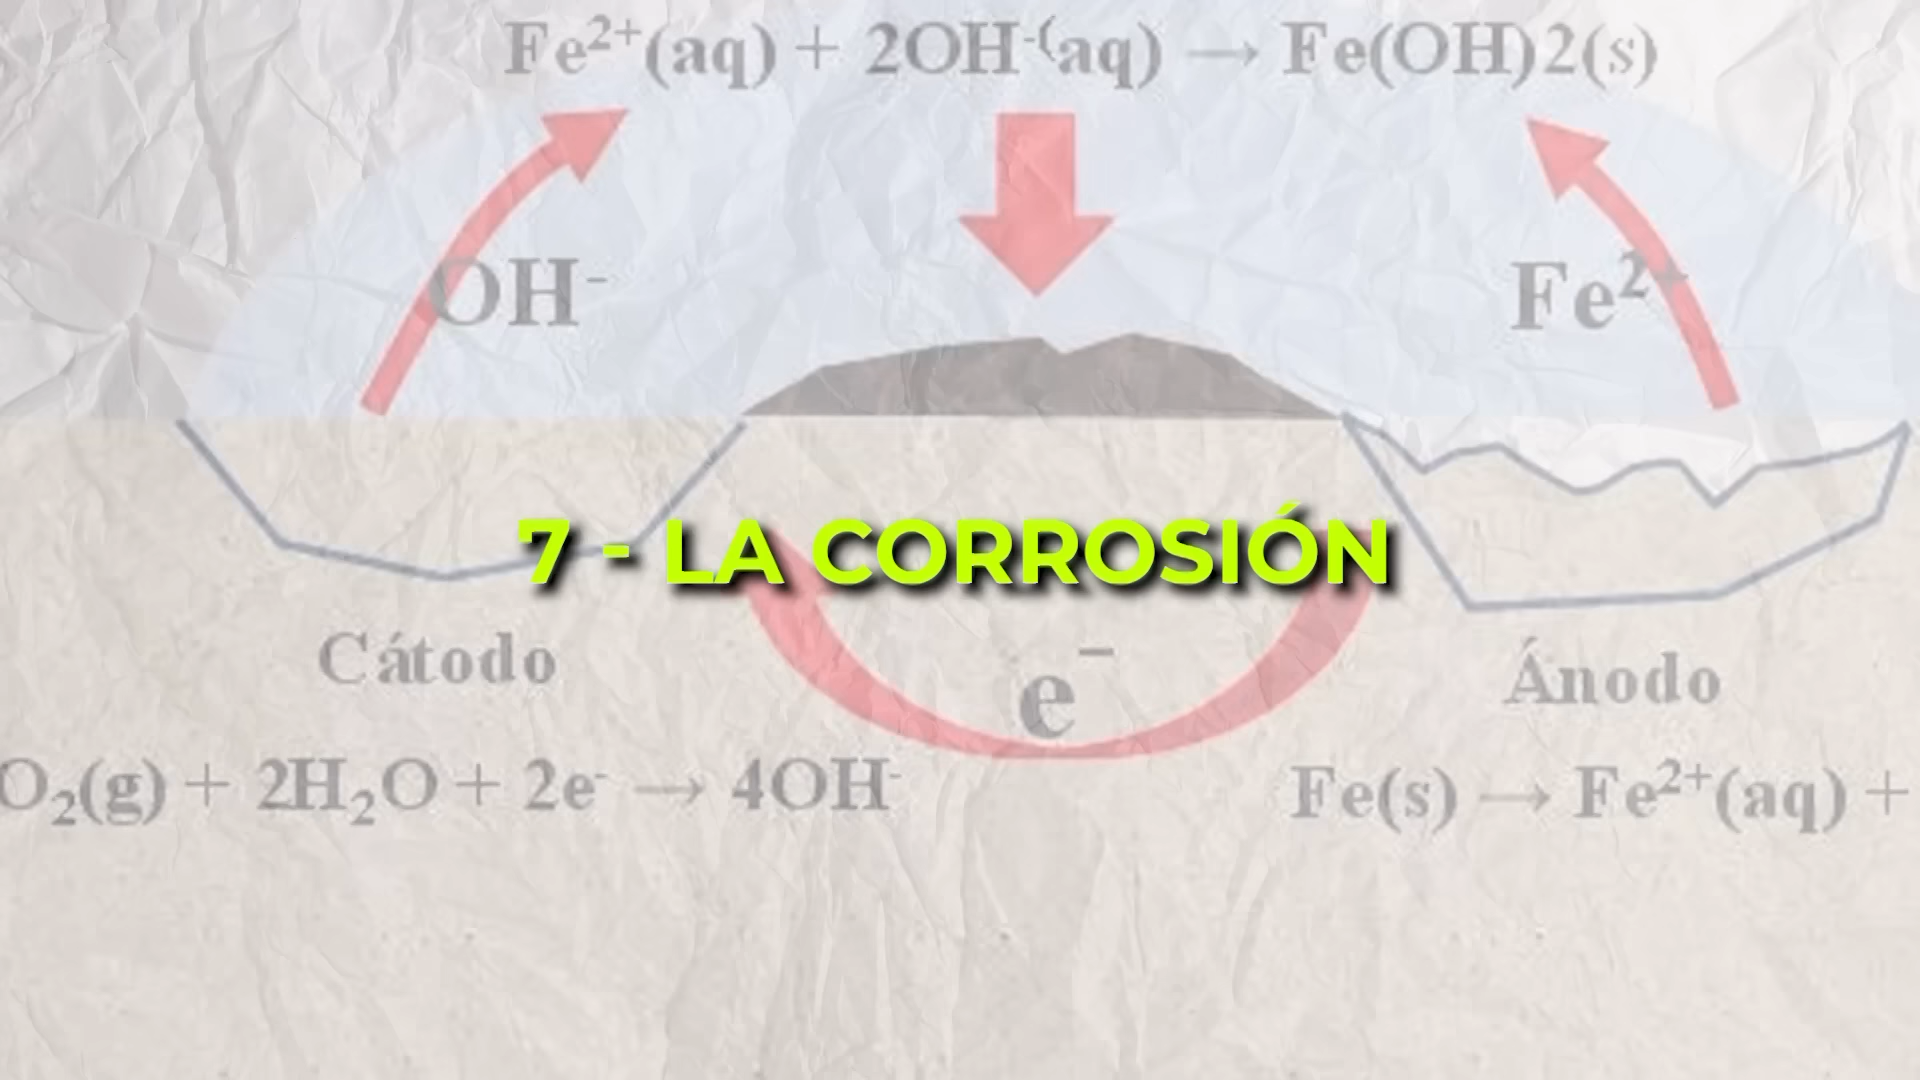 Fe²⁺(aq) + 2OH⁻⁽aq) → Fe(OH)2(s)
OH⁻
Fe²⁺
7 - LA CORROSIÓN
Cátodo
e⁻
Ánodo
O₂(g) + 2H₂O + 2e⁻ → 4OH⁻
Fe(s) → Fe²⁺(aq) +